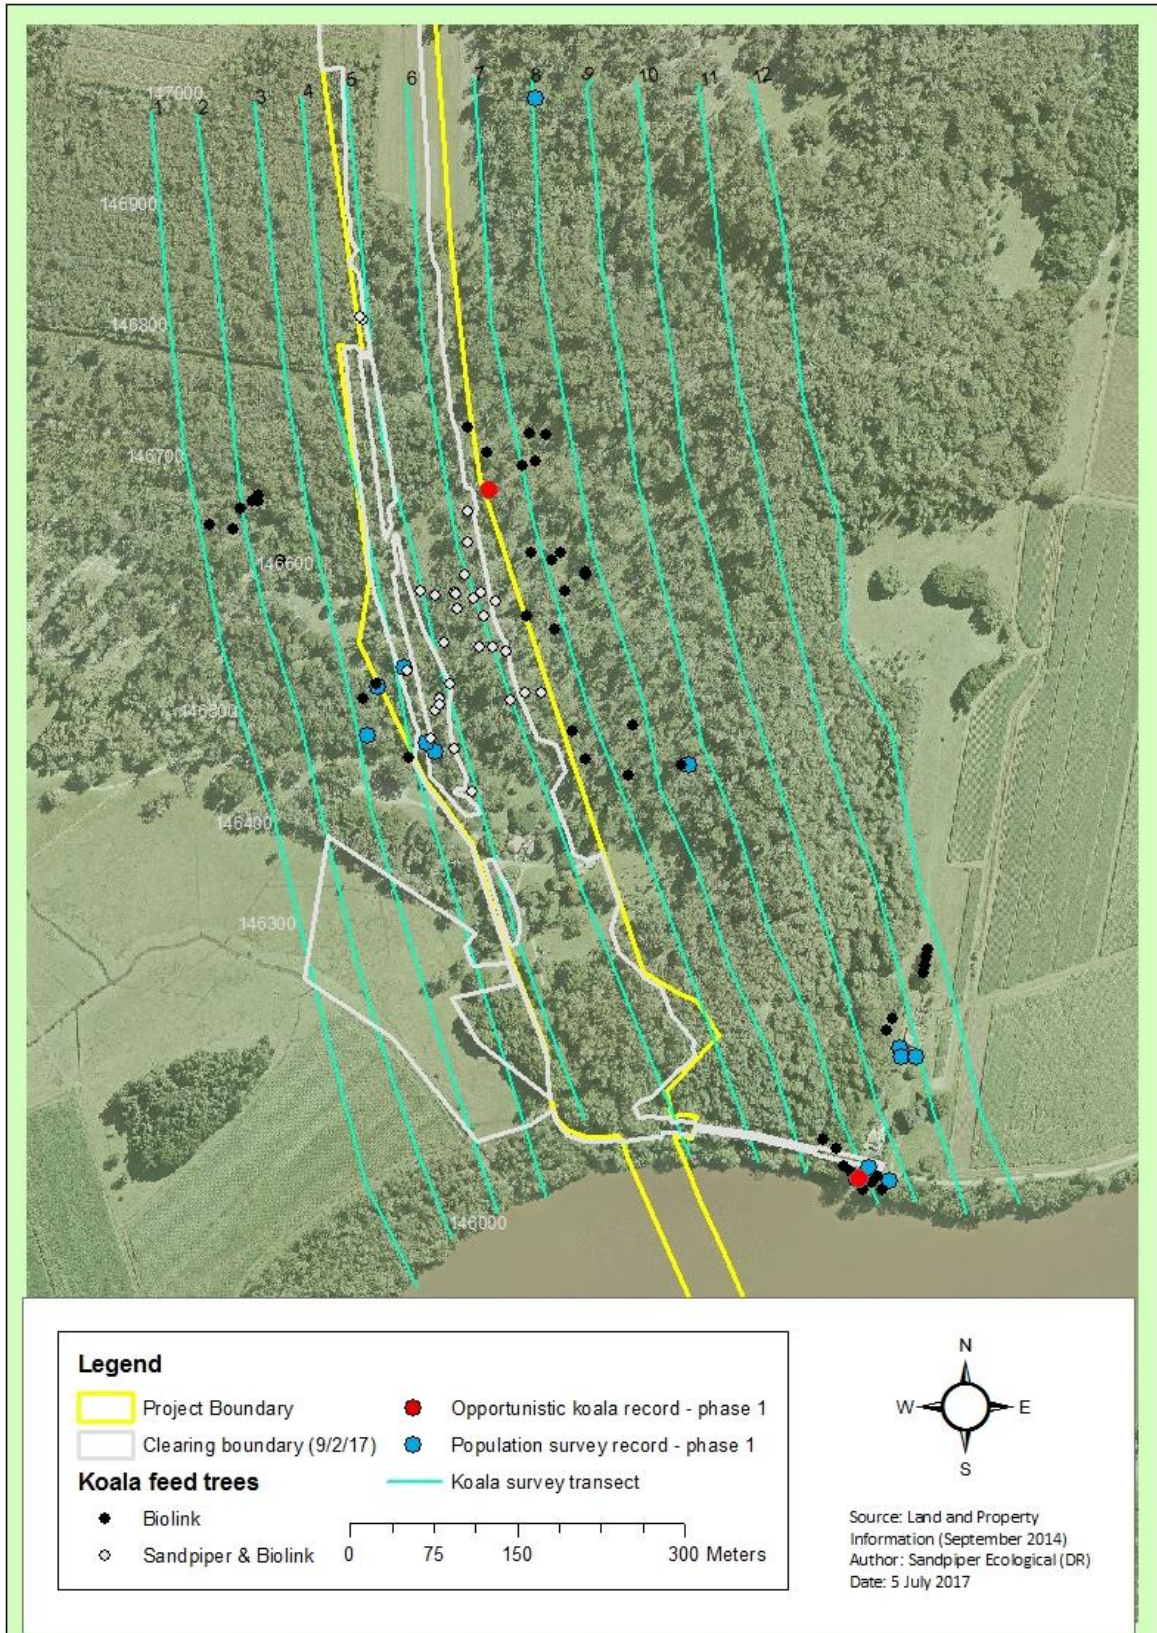 1
2
3
4
5
6
7
8
9
10
11
12
147000
146900
146800
146700
146600
146400
146300
146000
Legend
Project Boundary
Clearing boundary (9/2/17)
Koala feed trees
Biolink
Sandpiper & Biolink
Opportunistic koala record - phase 1
Population survey record - phase 1
Koala survey transect
0 75 150 300 Meters
N
W E
S
Source: Land and Property
Information (September 2014)
Author: Sandpiper Ecological (DR)
Date: 5 July 2017